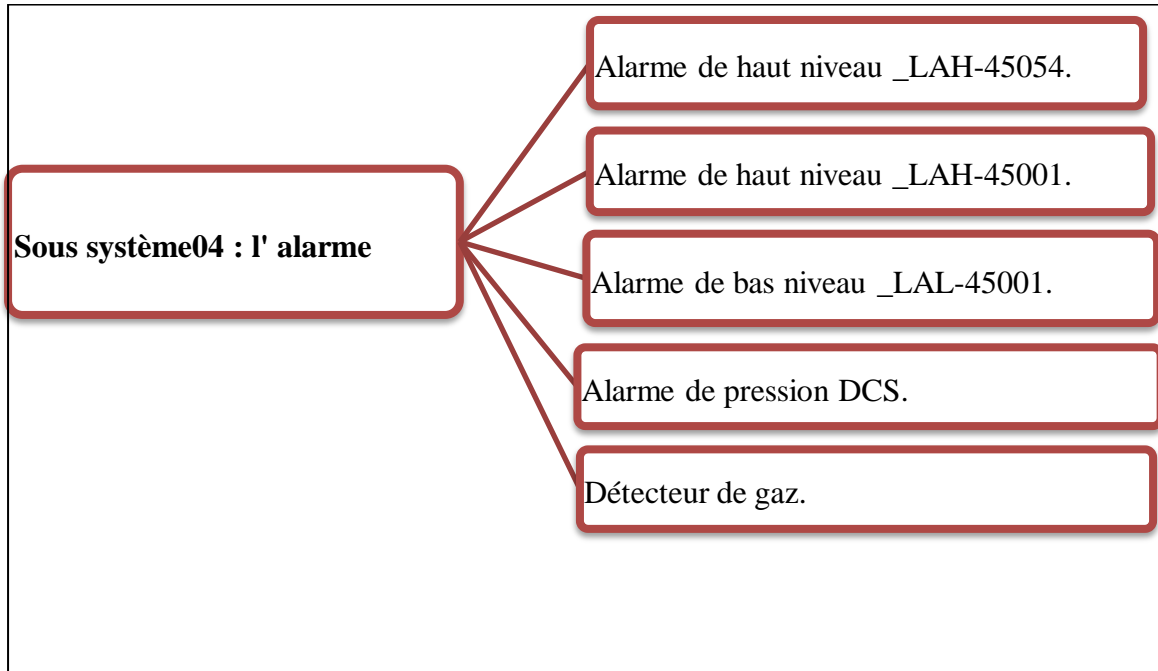 Alarme de haut niveau _LAH-45054.
Alarme de haut niveau _LAH-45001.
Sous système04 : l' alarme
Alarme de bas niveau _LAL-45001.
Alarme de pression DCS.
Détecteur de gaz.